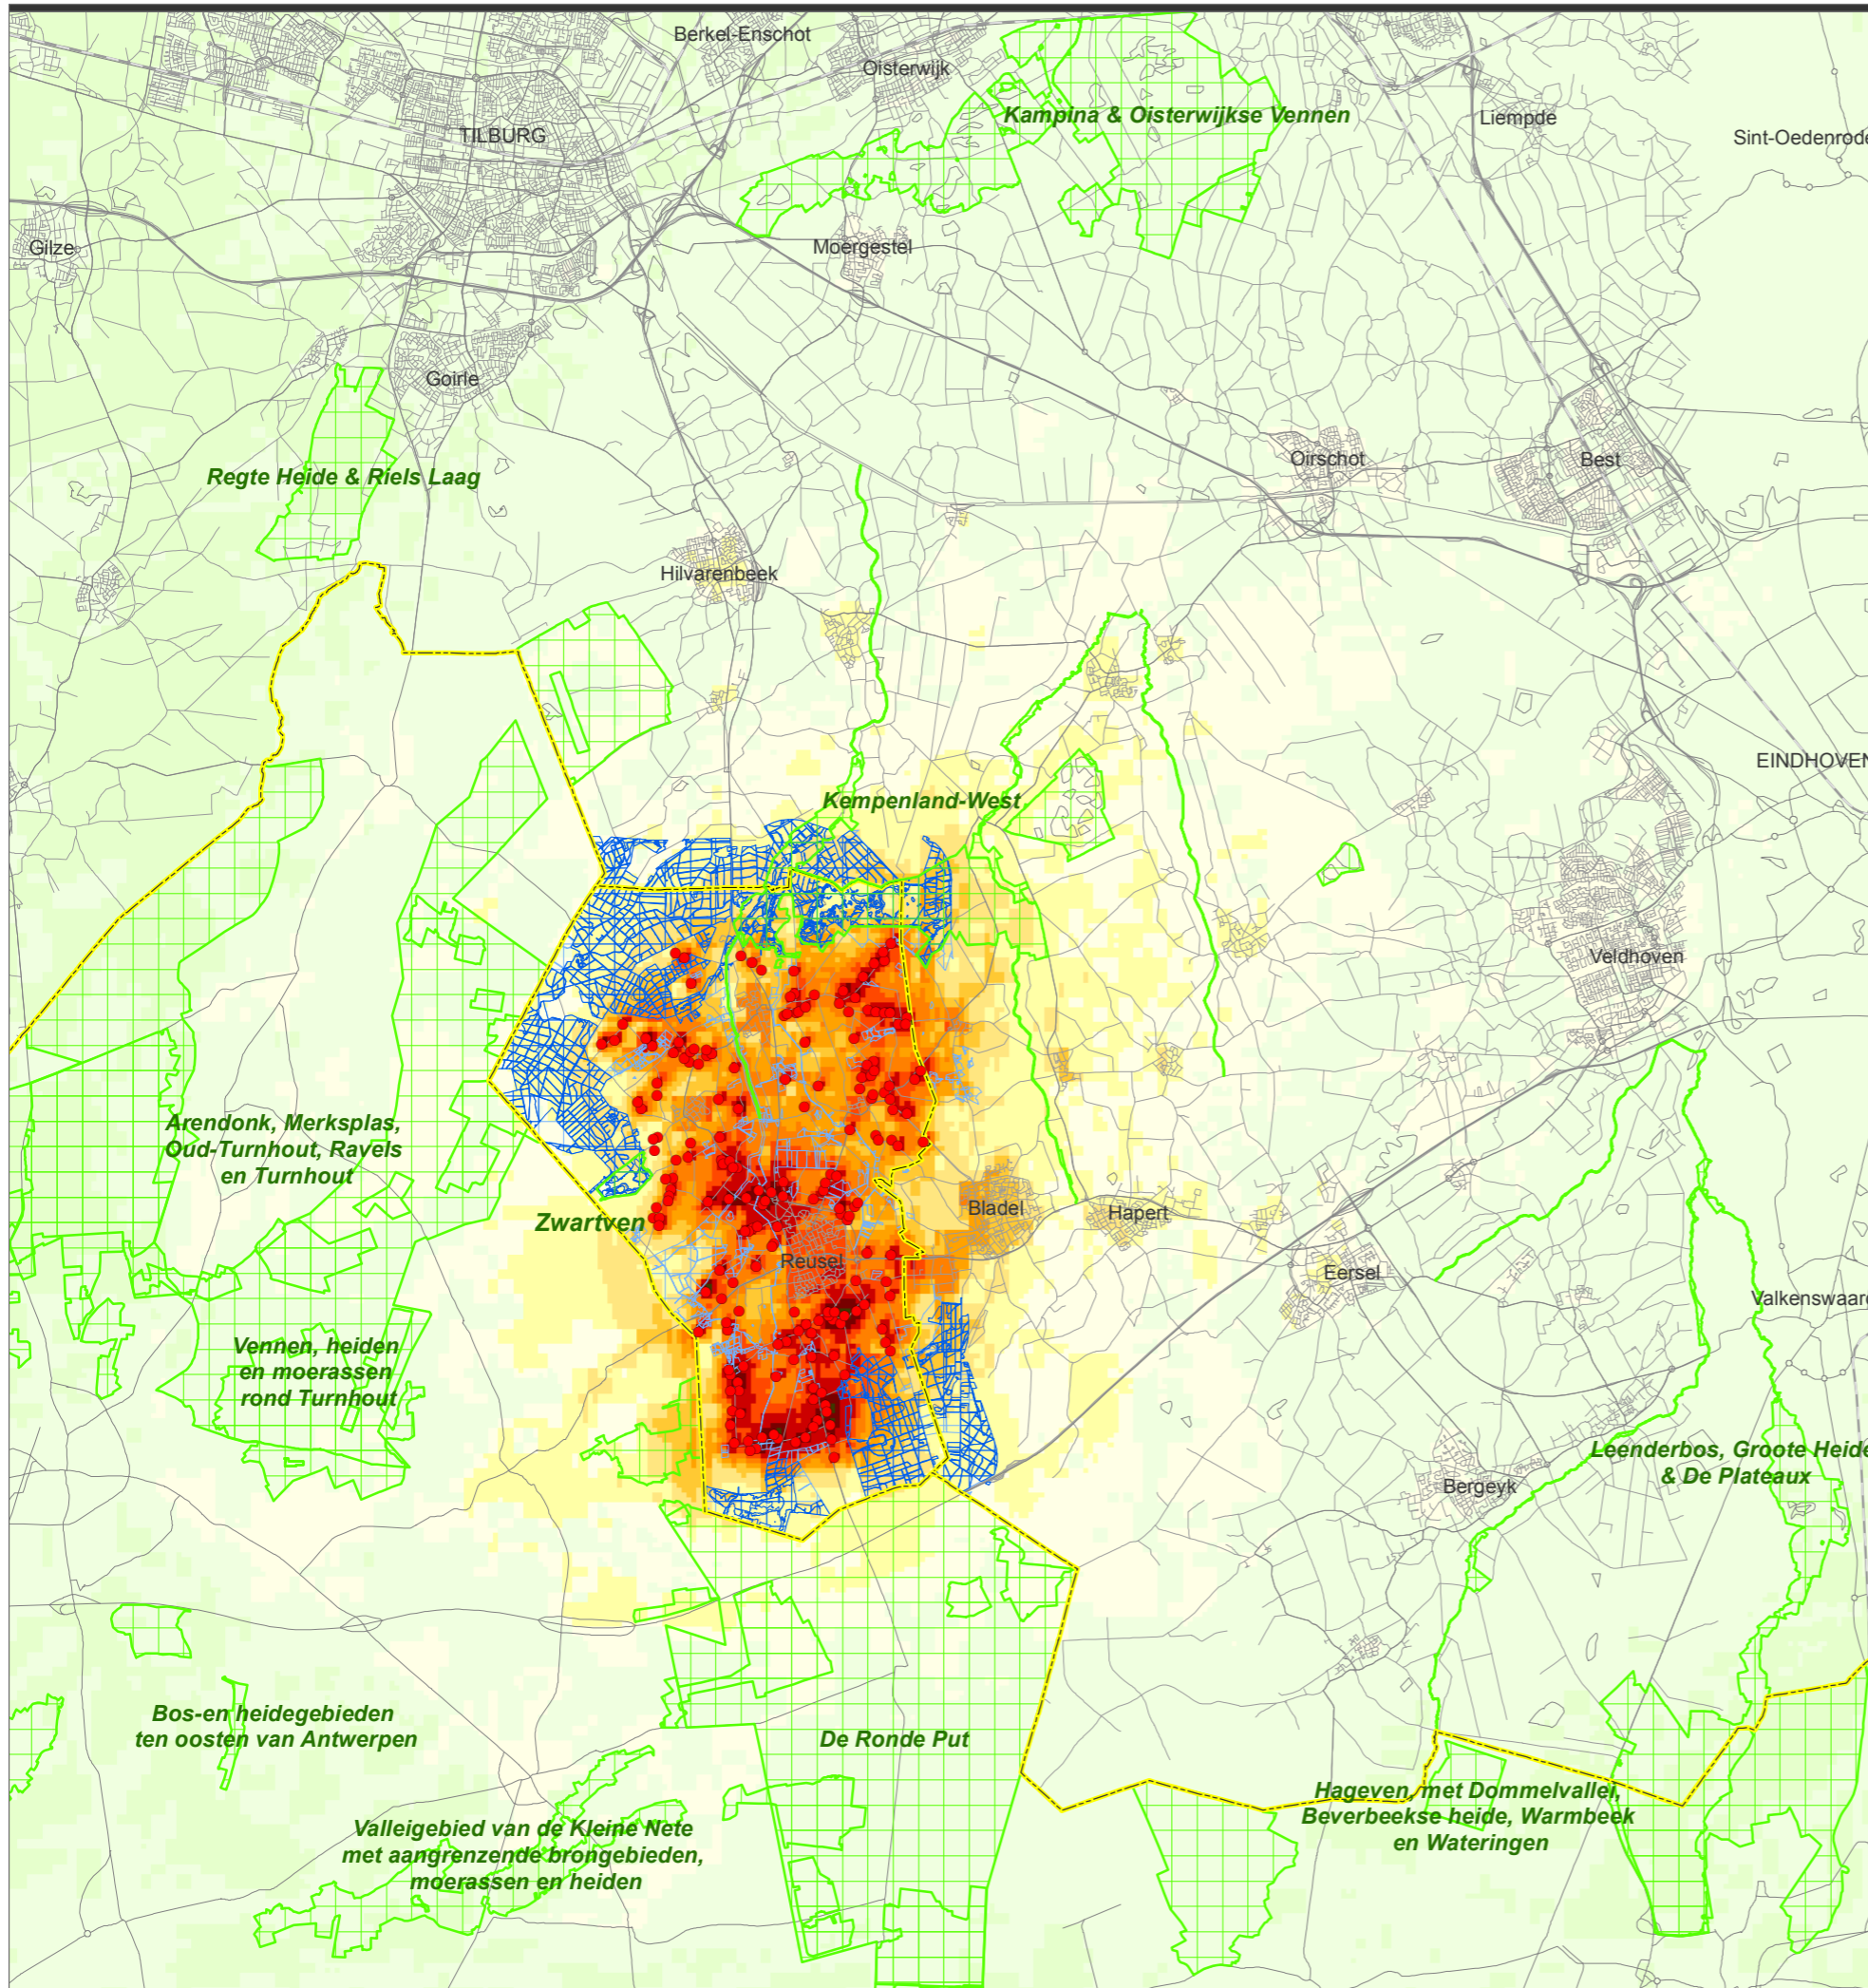 Berkel-Enschot
Oisterwijk
Kampina & Oisterwijkse Vennen
Liempde
TILBURG
Sint-Oedenrode
Gilze
Moergestel
Goirle
Regte Heide & Riels Laag
Oirschot
Best
Hilvarenbeek
EINDHOVEN
Kempenland-West
Veldhoven
Arendonk, Merksplas,
Oud-Turnhout, Ravels
en Turnhout
Zwartven
Bladel
Hapert
Reusel
Eersel
Valkenswaard
Vennen, heiden
en moerassen
rond Turnhout
Leenderbos, Groote Heide
& De Plateaux
Bergeyk
Bos-en heidegebieden
ten oosten van Antwerpen
De Ronde Put
Hageven, met Dommelvallei,
Beverbeekse heide, Warmbeek
en Wateringen
Valleigebied van de Kleine Nete
met aangrenzende brongebieden,
moerassen en heiden